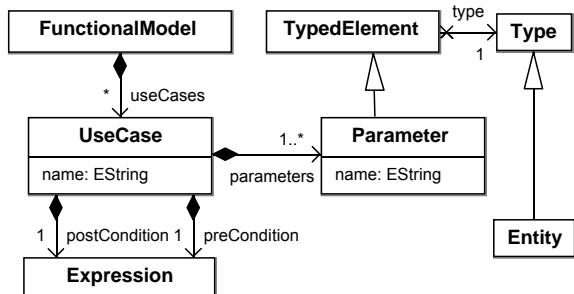 FunctionalModel
TypedElement
type
1
Type
* useCases
UseCase
name: EString
1..*
parameters
Parameter
name: EString
1 postCondition
1 preCondition
Entity
Expression